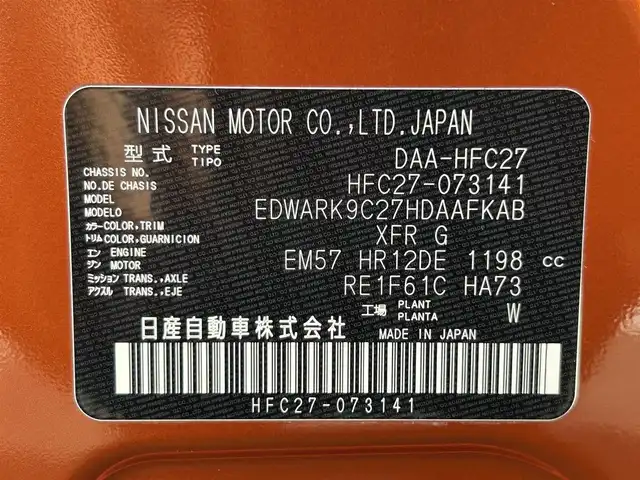 NISSAN MOTOR CO.,LTD.JAPAN
型式 TYPE TIPO DAA-HFC27
CHASSIS NO. NO.DE CHASIS HFC27-073141
MODEL MODELO EDWARK9C27HDAAFKAB
カラー COLOR,TRIM トリム COLOR,GUARNICION XFR G
エンジン ENGINE MOTOR EM57 HR12DE 1198 cc
ミッション TRANS.,AXLE アクスル TRANS.,EJE RE1F61C HA73
工場 PLANT PLANTA W
日産自動車株式会社 MADE IN JAPAN
HFC27-073141